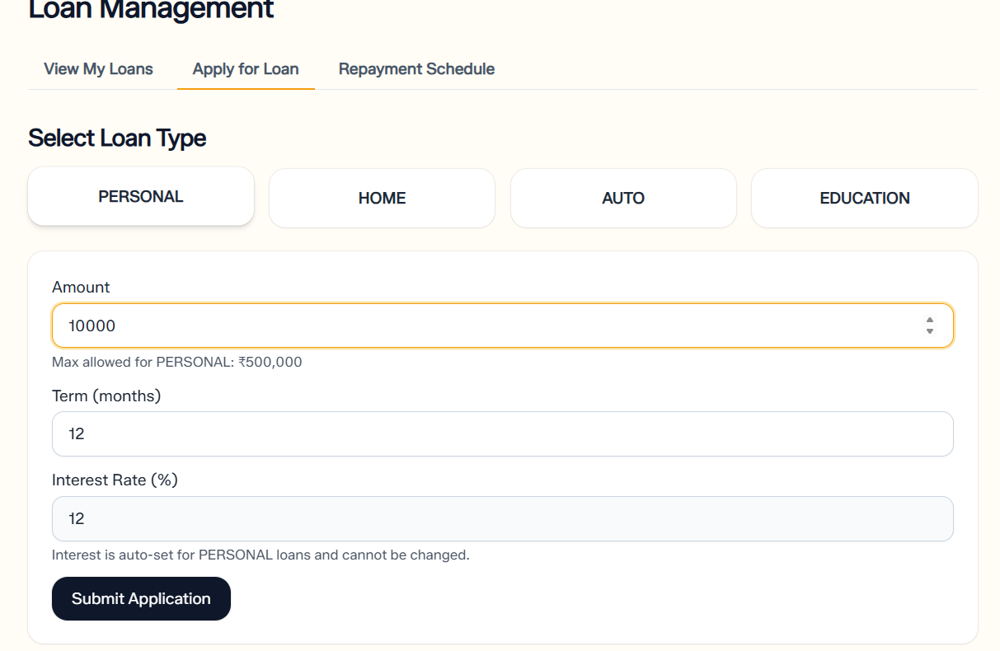 Loan Management
View My Loans Apply for Loan Repayment Schedule
Select Loan Type
PERSONAL HOME AUTO EDUCATION
Amount
10000
Max allowed for PERSONAL: ₹500,000
Term (months)
12
Interest Rate (%)
12
Interest is auto-set for PERSONAL loans and cannot be changed.
Submit Application